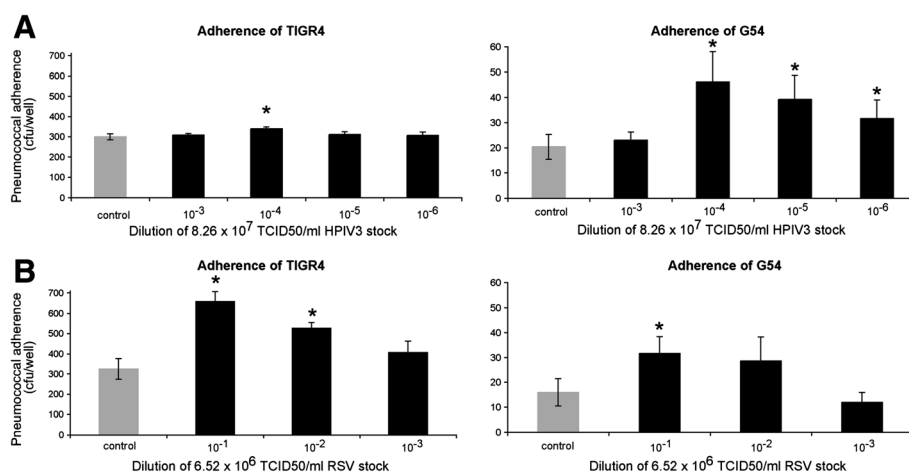 A
Adherence of TIGR4
Pneumococcal adherence
(cfu/well)
700
600
500
400
300
200
100
0
*
control 10-3 10-4 10-5 10-6
Dilution of 8.26 x 107 TCID50/ml HPIV3 stock
Adherence of G54
60
50
40
30
20
10
0
* * *
control 10-3 10-4 10-5 10-6
Dilution of 8.26 x 107 TCID50/ml HPIV3 stock
B
Adherence of TIGR4
Pneumococcal adherence
(cfu/well)
700
600
500
400
300
200
100
0
* *
control 10-1 10-2 10-3
Dilution of 6.52 x 106 TCID50/ml RSV stock
Adherence of G54
60
50
40
30
20
10
0
*
control 10-1 10-2 10-3
Dilution of 6.52 x 106 TCID50/ml RSV stock